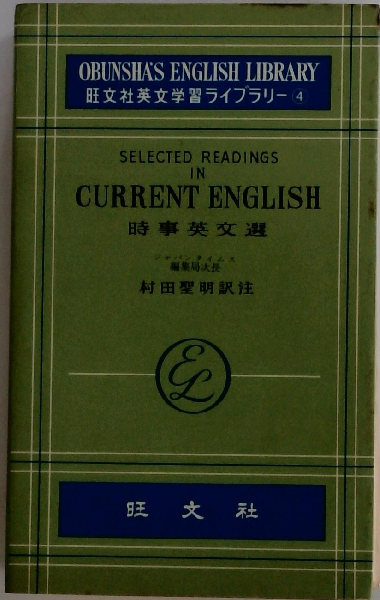 OBUNSHA'S ENGLISH LIBRARY
旺文社英文学習ライブラリー④
SELECTED READINGS
IN
CURRENT ENGLISH
時事英文選
ジャパンタイムス
編集局次長
村田聖明訳注
EL
旺文社